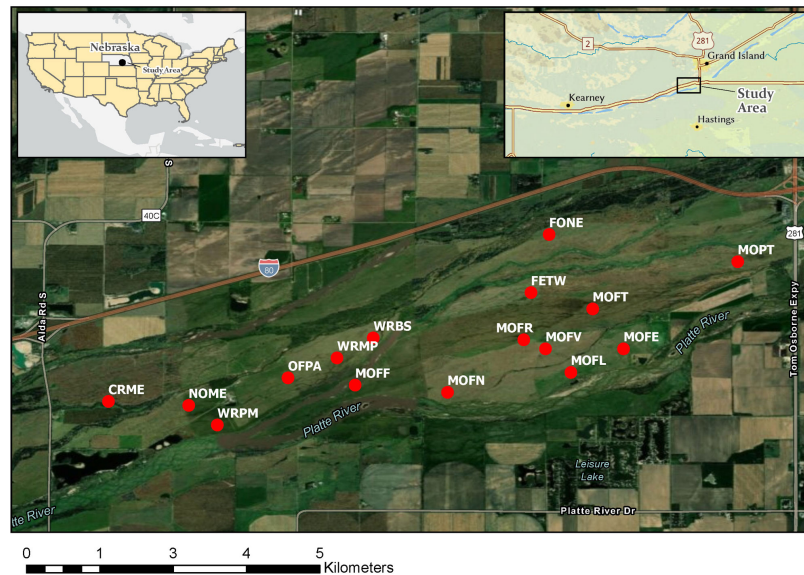 Nebraska
Study Area
2
281
Grand Island
Kearney
Study
Area
Hastings
S
40C
80
Alda Rd S
FONE
281
MOPT
FETW
MOFT
WRBS
MOFR
WRMP
MOFV
MOFE
Platte River
OFPA
MOFF
MOFL
Tom Osborne Expy
CRME
NOME
MOFN
WRPM
Platte River
Leisure
Lake
Platte River
Platte River Dr
0 1 3 4 5
Kilometers